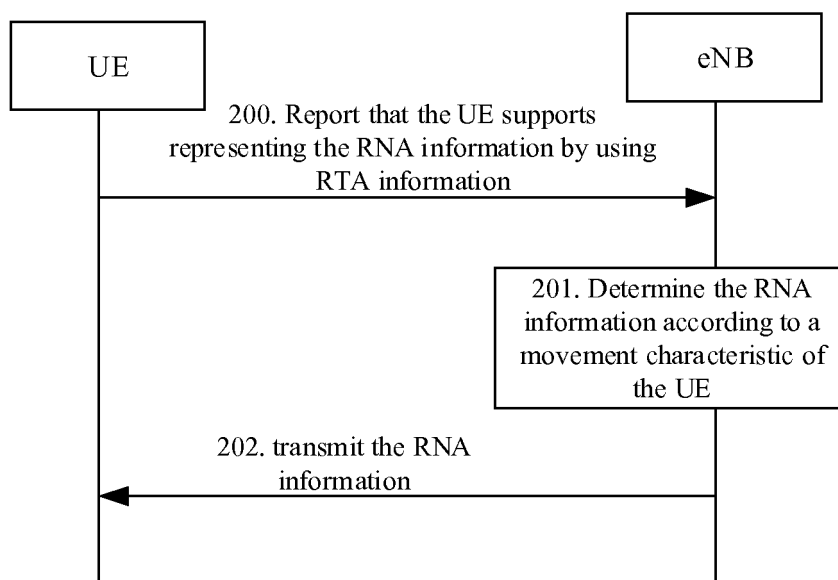 UE
eNB
200. Report that the UE supports
representing the RNA information by using
RTA information
201. Determine the RNA
information according to a
movement characteristic of
the UE
202. transmit the RNA
information